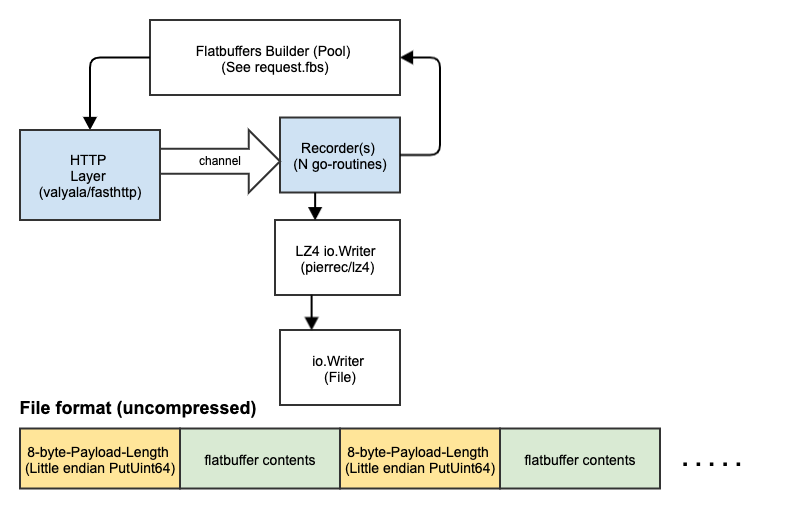 Flatbuffers Builder (Pool)
(See request.fbs)
HTTP
Layer
(valyala/fasthttp)
channel
Recorder(s)
(N go-routines)
LZ4 io.Writer
(pierrec/lz4)
io.Writer
(File)
File format (uncompressed)
8-byte-Payload-Length
(Little endian PutUint64)
flatbuffer contents
8-byte-Payload-Length
(Little endian PutUint64)
flatbuffer contents
. . . . .